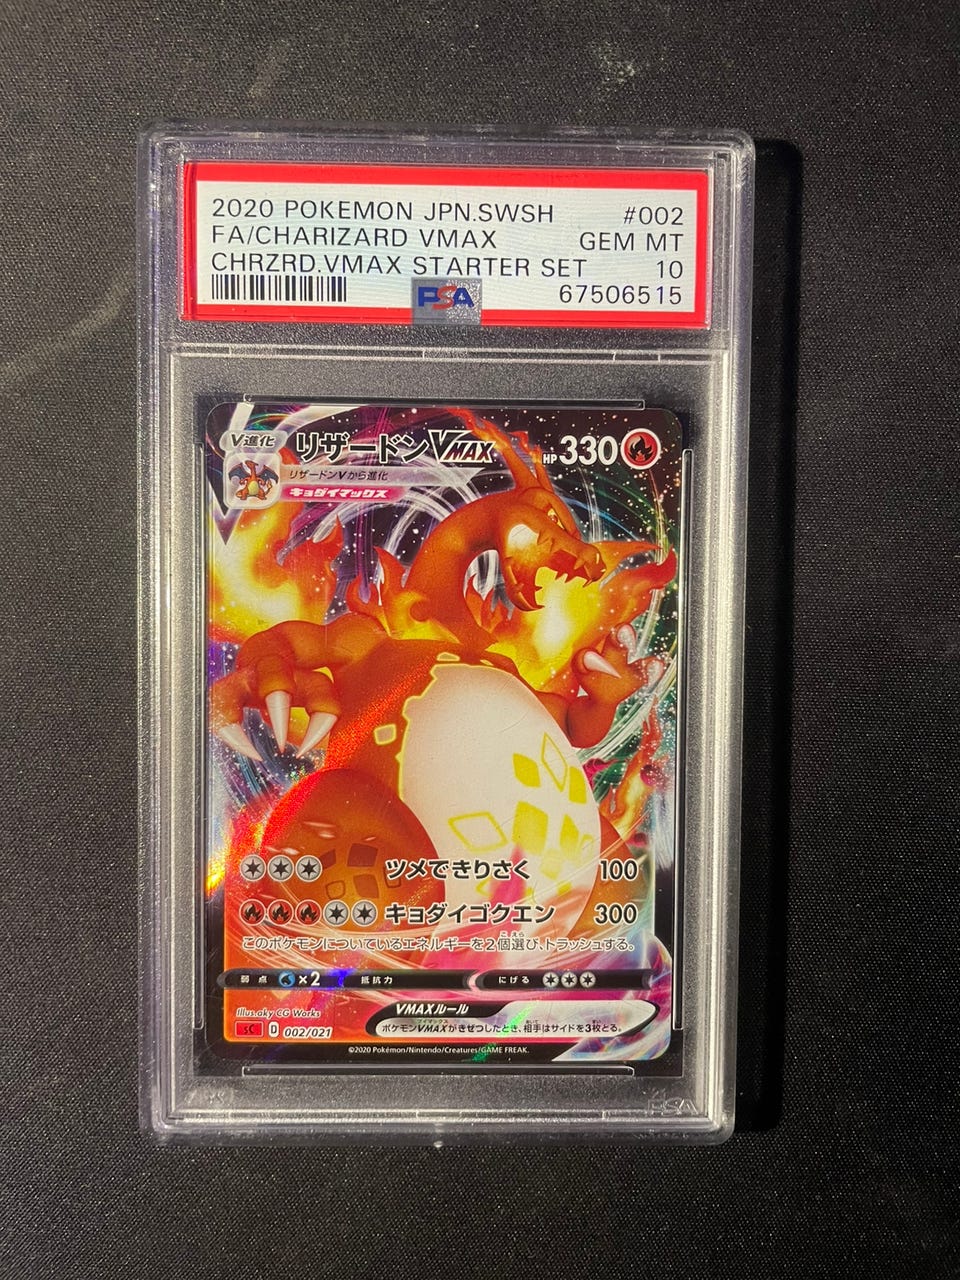 2020 POKEMON JPN.SWSH #002
FA/CHARIZARD VMAX GEM MT
CHRZRD.VMAX STARTER SET 10
PSA 67506515
V進化 リザードンVMAX HP330
リザードンVから進化
キョダイマックス
ツメできりさく 100
キョダイゴクエン 300
このポケモンについているエネルギーを2個選び、トラッシュする。
弱点 ×2 抵抗力 にげる
Illus.aky CG Works VMAXルール
ポケモンVMAXがきぜつしたとき、相手はサイドを3枚とる。
sC D 002/021
©2020 Pokémon/Nintendo/Creatures/GAME FREAK.
PSA